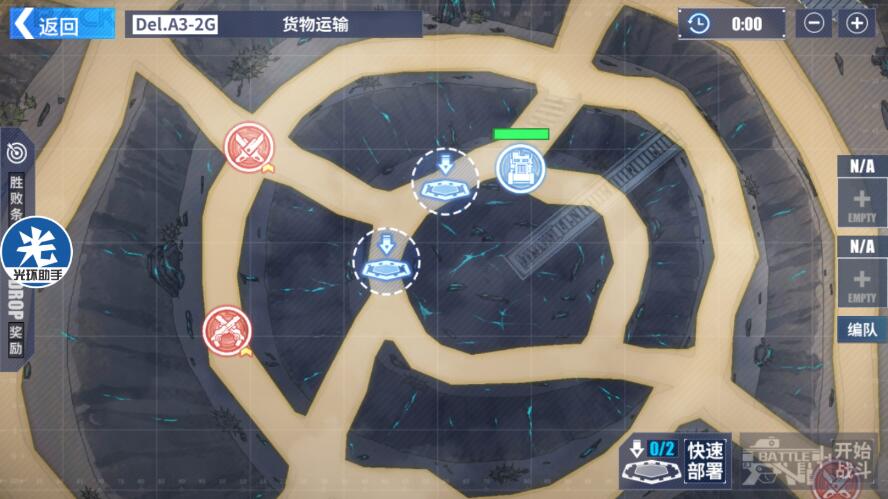 返回
Del.A3-2G
货物运输
0:00
胜败条
DROP
奖励
光
光环助手
N/A
EMPTY
N/A
EMPTY
编队
0/2
快速
部署
BATTLE
开始
战斗